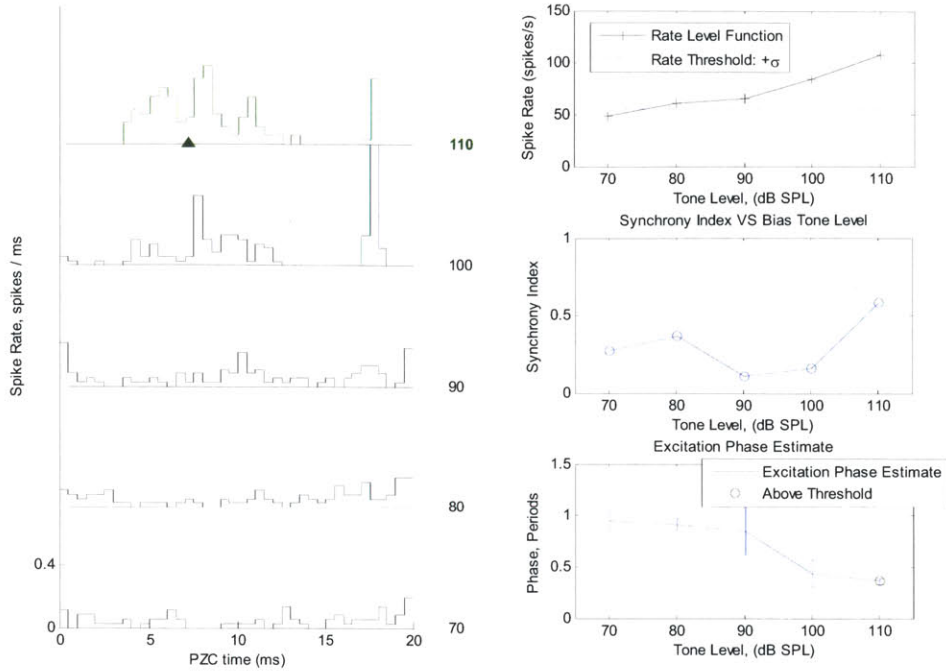 Spike Rate, spikes / ms
110
100
90
80
70
0.4
0
0 5 10 15 20
PZC time (ms)
Spike Rate (spikes/s)
150
100
50
0
Rate Level Function
Rate Threshold: +σ
70 80 90 100 110
Tone Level, (dB SPL)
Synchrony Index VS Bias Tone Level
Synchrony Index
1
0.5
0
70 80 90 100 110
Tone Level, (dB SPL)
Excitation Phase Estimate
Phase, Periods
1.5
1
0.5
0
Excitation Phase Estimate
Above Threshold
70 80 90 100 110
Tone Level, (dB SPL)